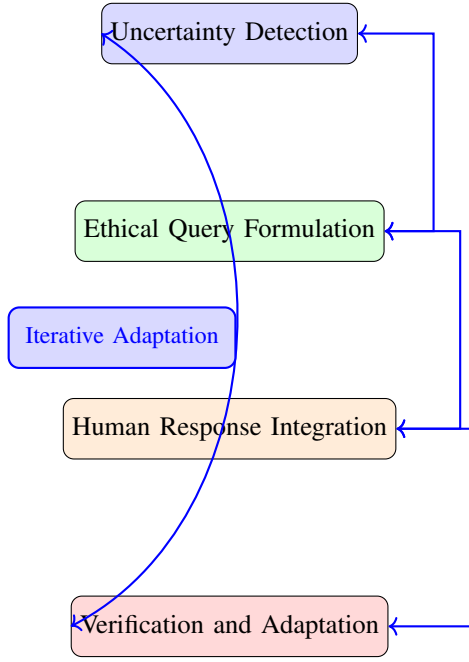 Uncertainty Detection
Ethical Query Formulation
Iterative Adaptation
Human Response Integration
Verification and Adaptation